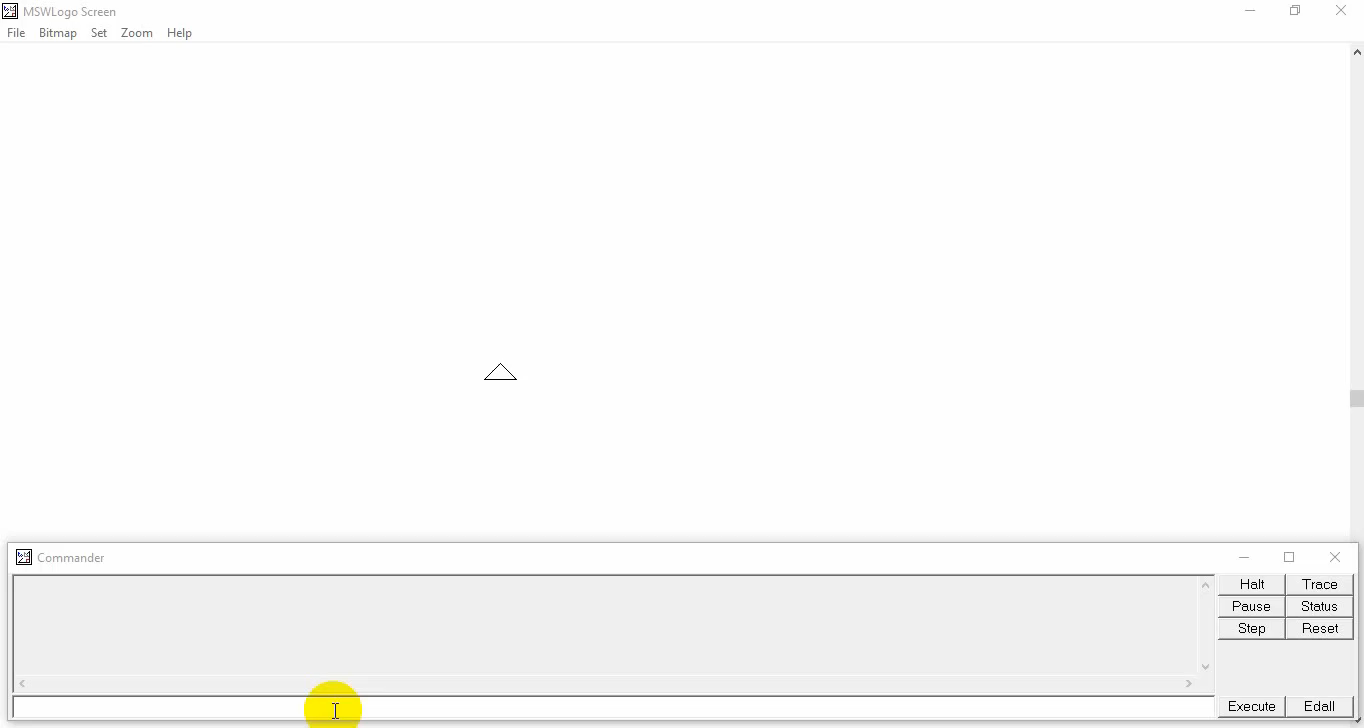 MSWLogo Screen
File Bitmap Set Zoom Help
Commander
Halt Trace
Pause Status
Step Reset
Execute Edall